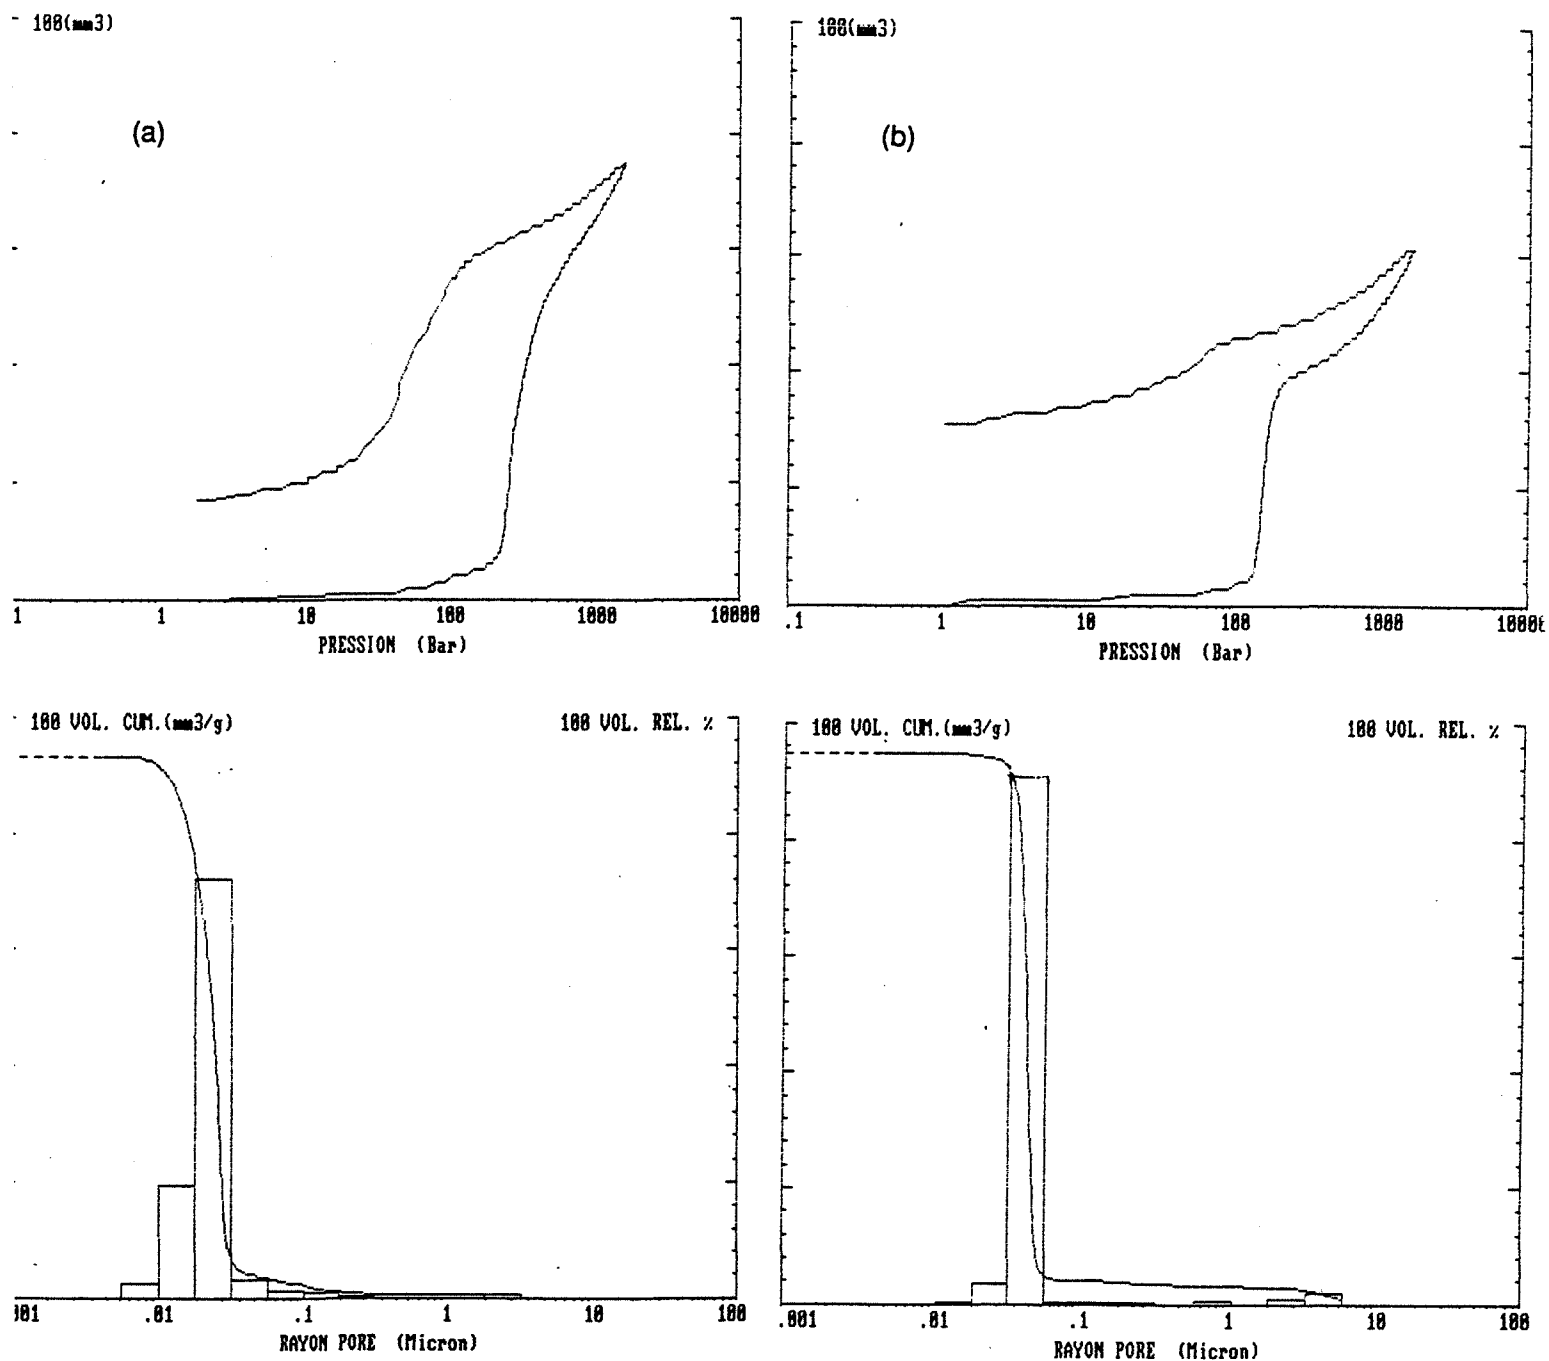 100(mm3)
(a)
1 1 10 100 1000 10000
PRESSION (Bar)
100(mm3)
(b)
.1 1 10 100 1000 1000
PRESSION (Bar)
100 VOL. CUM.(mm3/g) 100 VOL. REL. %
001 .01 .1 1 10 100
RAYON PORE (Micron)
100 VOL. CUM.(mm3/g) 100 VOL. REL. %
.001 .01 .1 1 10 100
RAYON PORE (Micron)